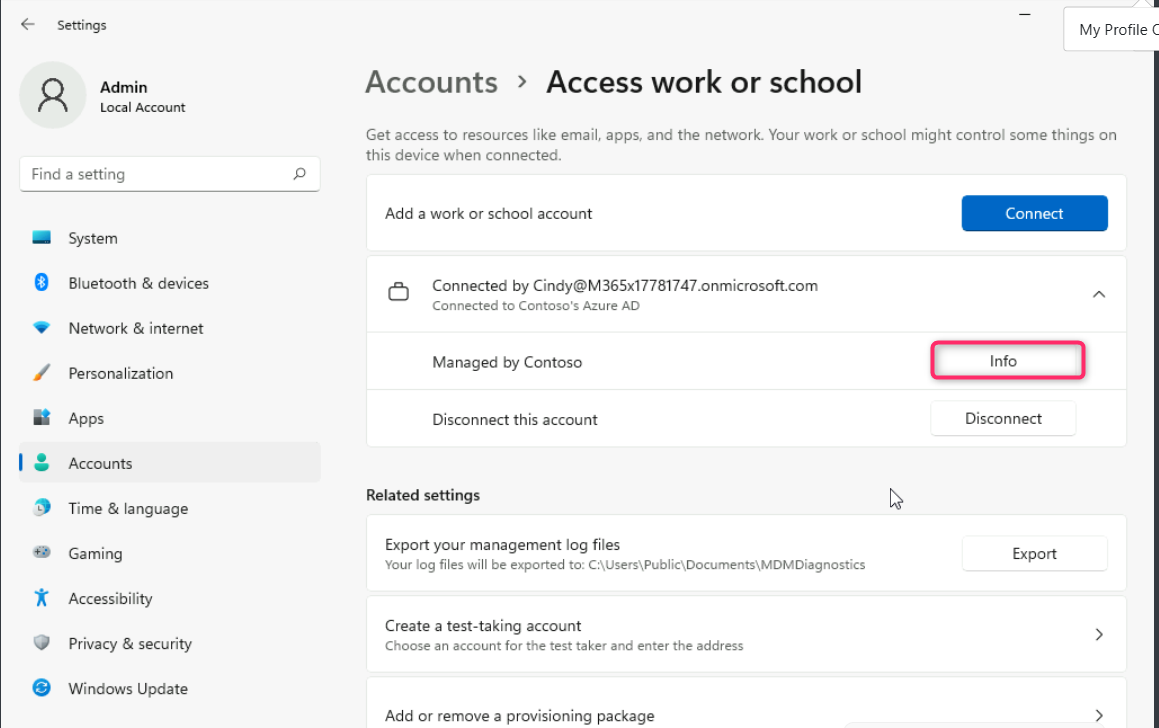 Settings
My Profile
Admin
Local Account
Find a setting
System
Bluetooth & devices
Network & internet
Personalization
Apps
Accounts
Time & language
Gaming
Accessibility
Privacy & security
Windows Update
Accounts > Access work or school
Get access to resources like email, apps, and the network. Your work or school might control some things on
this device when connected.
Add a work or school account
Connect
Connected by Cindy@M365x17781747.onmicrosoft.com
Connected to Contoso's Azure AD
Managed by Contoso
Info
Disconnect this account
Disconnect
Related settings
Export your management log files
Your log files will be exported to: C:\Users\Public\Documents\MDMDiagnostics
Export
Create a test-taking account
Choose an account for the test taker and enter the address
Add or remove a provisioning package